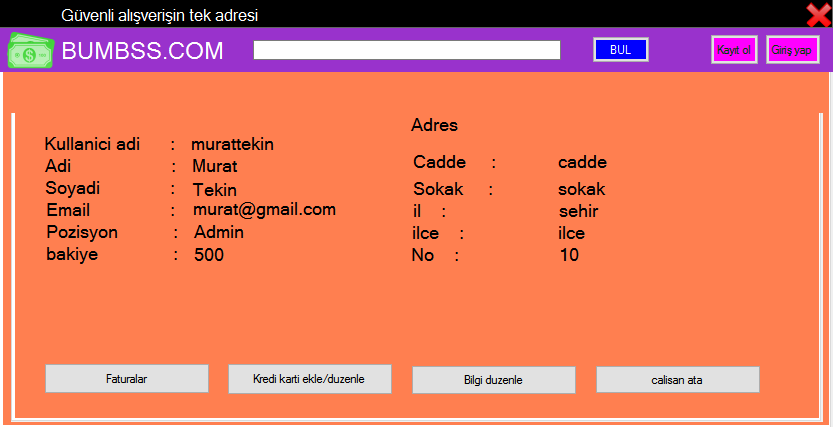 Güvenli alışverişin tek adresi
BUMBSS.COM BUL Kayıt ol Giriş yap
Kullanici adi : murattekin
Adi : Murat
Soyadi : Tekin
Email : murat@gmail.com
Pozisyon : Admin
bakiye : 500
Adres
Cadde : cadde
Sokak : sokak
il : sehir
ilce : ilce
No : 10
Faturalar Kredi karti ekle/duzenle Bilgi duzenle calisan ata